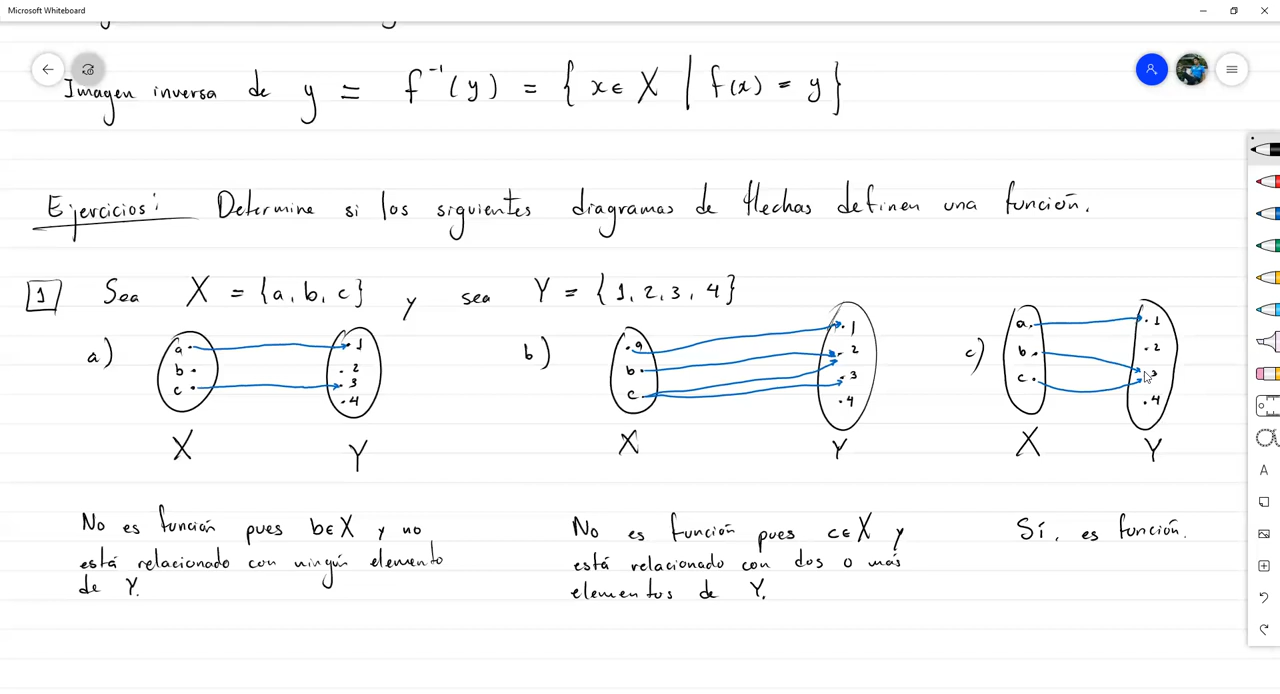 Microsoft Whiteboard
Imagen inversa de y = f⁻¹(y) = { x ∈ X | f(x) = y }
Ejercicios: Determine si los siguientes diagramas de flechas definen una función.
1 Sea X = {a, b, c} y sea Y = {1, 2, 3, 4}
a)
a
b
c
X
1
2
3
4
Y
b)
a
b
c
X
1
2
3
4
Y
c)
a
b
c
X
1
2
3
4
Y
No es función pues b ∈ X y no
está relacionado con ningún elemento
de Y.
No es función pues c ∈ X y
está relacionado con dos o más
elementos de Y.
Sí, es función.
A